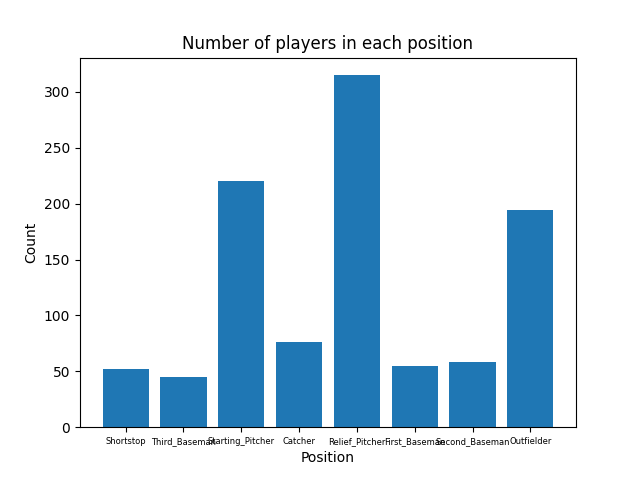 Number of players in each position
300
250
200
150
100
50
0
Count
Shortstop Third_Baseman Starting_Pitcher Catcher Relief_Pitcher First_Baseman Second_Baseman Outfielder
Position